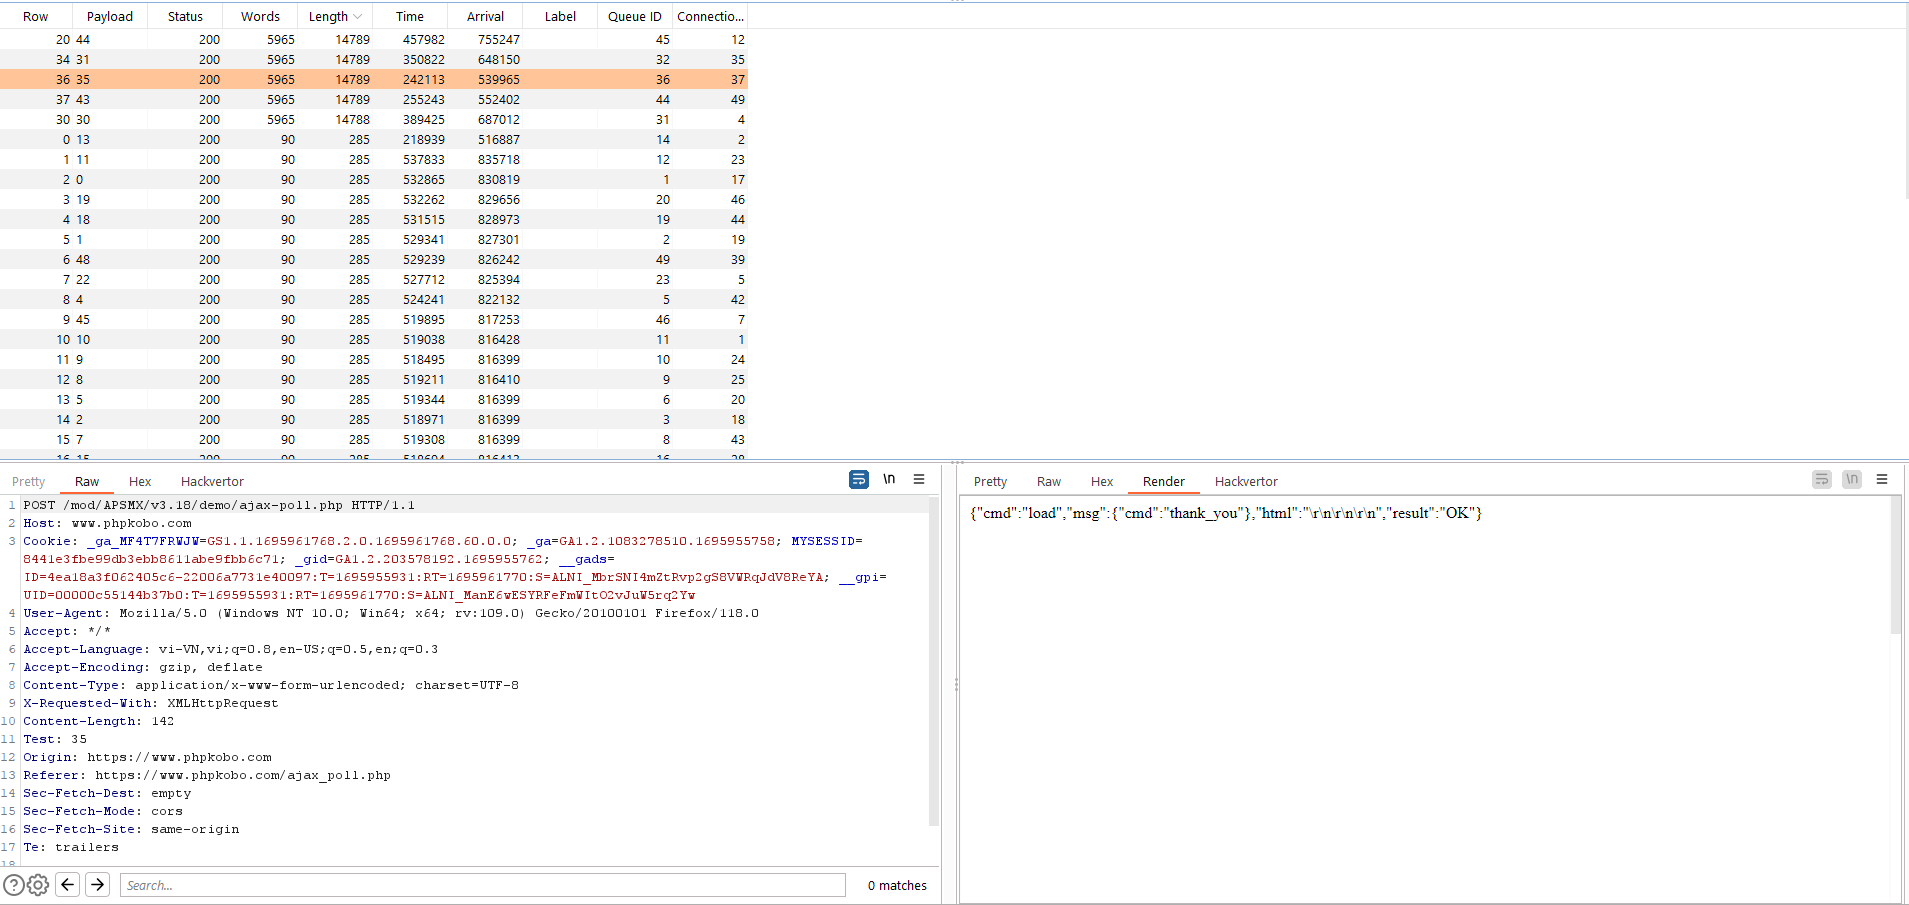 Row Payload Status Words Length Time Arrival Label Queue ID Connectio...
20 44 200 5965 14789 457982 755247 45 12
34 31 200 5965 14789 350822 648150 32 35
36 35 200 5965 14789 242113 539965 36 37
37 43 200 5965 14789 255243 552402 44 49
30 30 200 5965 14788 389425 687012 31 4
0 13 200 90 285 218939 516887 14 2
1 11 200 90 285 537833 835718 12 23
2 0 200 90 285 532865 830819 1 17
3 19 200 90 285 532262 829656 20 46
4 18 200 90 285 531515 828973 19 44
5 1 200 90 285 529341 827301 2 19
6 48 200 90 285 529239 826242 49 39
7 22 200 90 285 527712 825394 23 5
8 4 200 90 285 524241 822132 5 42
9 45 200 90 285 519895 817253 46 7
10 10 200 90 285 519038 816428 11 1
11 9 200 90 285 518495 816399 10 24
12 8 200 90 285 519211 816410 9 25
13 5 200 90 285 519344 816399 6 20
14 2 200 90 285 518971 816399 3 18
15 7 200 90 285 519308 816399 8 43
Pretty Raw Hex Hackvertor \n
1 POST /mod/APSMX/v3.18/demo/ajax-poll.php HTTP/1.1
2 Host: www.phpkobo.com
3 Cookie: _ga_MF4T7FRWJW=GS1.1.1695961768.2.0.1695961768.60.0.0; _ga=GA1.2.1083278510.1695955758; MYSESSID=
8441e3fbe99db3ebb8611abe9fbb6c71; _gid=GA1.2.203578192.1695955762; __gads=
ID=4ea18a3f062405c6-22006a7731e40097:T=1695955931:RT=1695961770:S=ALNI_MbrSNI4mZtRvp2gS8VWRqJdV8ReYA; __gpi=
UID=00000c55144b37b0:T=1695955931:RT=1695961770:S=ALNI_ManE6wESYRFeFmWItO2vJuW5rq2Yw
4 User-Agent: Mozilla/5.0 (Windows NT 10.0; Win64; x64; rv:109.0) Gecko/20100101 Firefox/118.0
5 Accept: */*
6 Accept-Language: vi-VN,vi;q=0.8,en-US;q=0.5,en;q=0.3
7 Accept-Encoding: gzip, deflate
8 Content-Type: application/x-www-form-urlencoded; charset=UTF-8
9 X-Requested-With: XMLHttpRequest
10 Content-Length: 142
11 Test: 35
12 Origin: https://www.phpkobo.com
13 Referer: https://www.phpkobo.com/ajax_poll.php
14 Sec-Fetch-Dest: empty
15 Sec-Fetch-Mode: cors
16 Sec-Fetch-Site: same-origin
17 Te: trailers
18
Search... 0 matches
Pretty Raw Hex Render Hackvertor \n
{"cmd":"load","msg":{"cmd":"thank_you"},"html":"\r\n\r\n\r\n","result":"OK"}